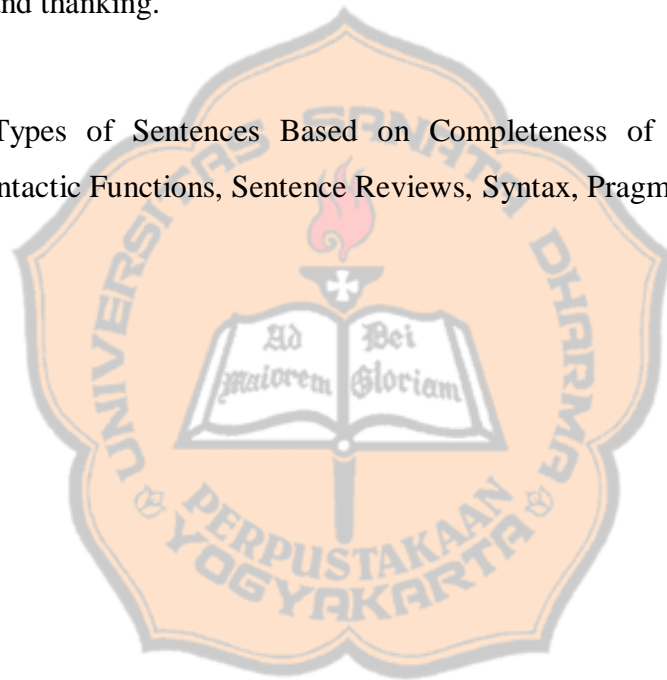 and thanking.
Types of Sentences Based on Completeness of
ntactic Functions, Sentence Reviews, Syntax, Pragm
UNIVERSITAS SANATA DHARMA
Ad Dei
Maiorem Gloriam
PERPUSTAKAAN
YOGYAKARTA